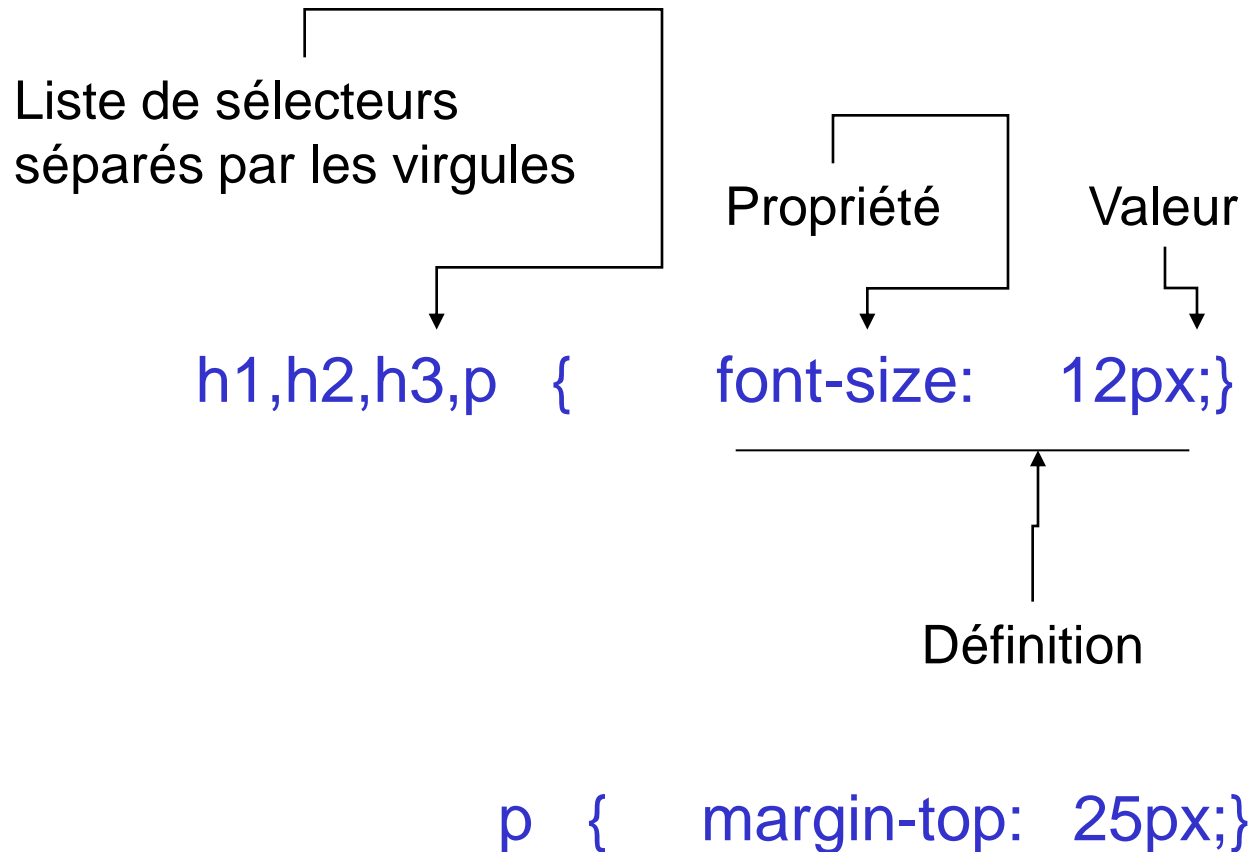 Liste de sélecteurs
séparés par les virgules
Propriété
Valeur
h1,h2,h3,p { font-size: 12px;}
Définition
p { margin-top: 25px;}